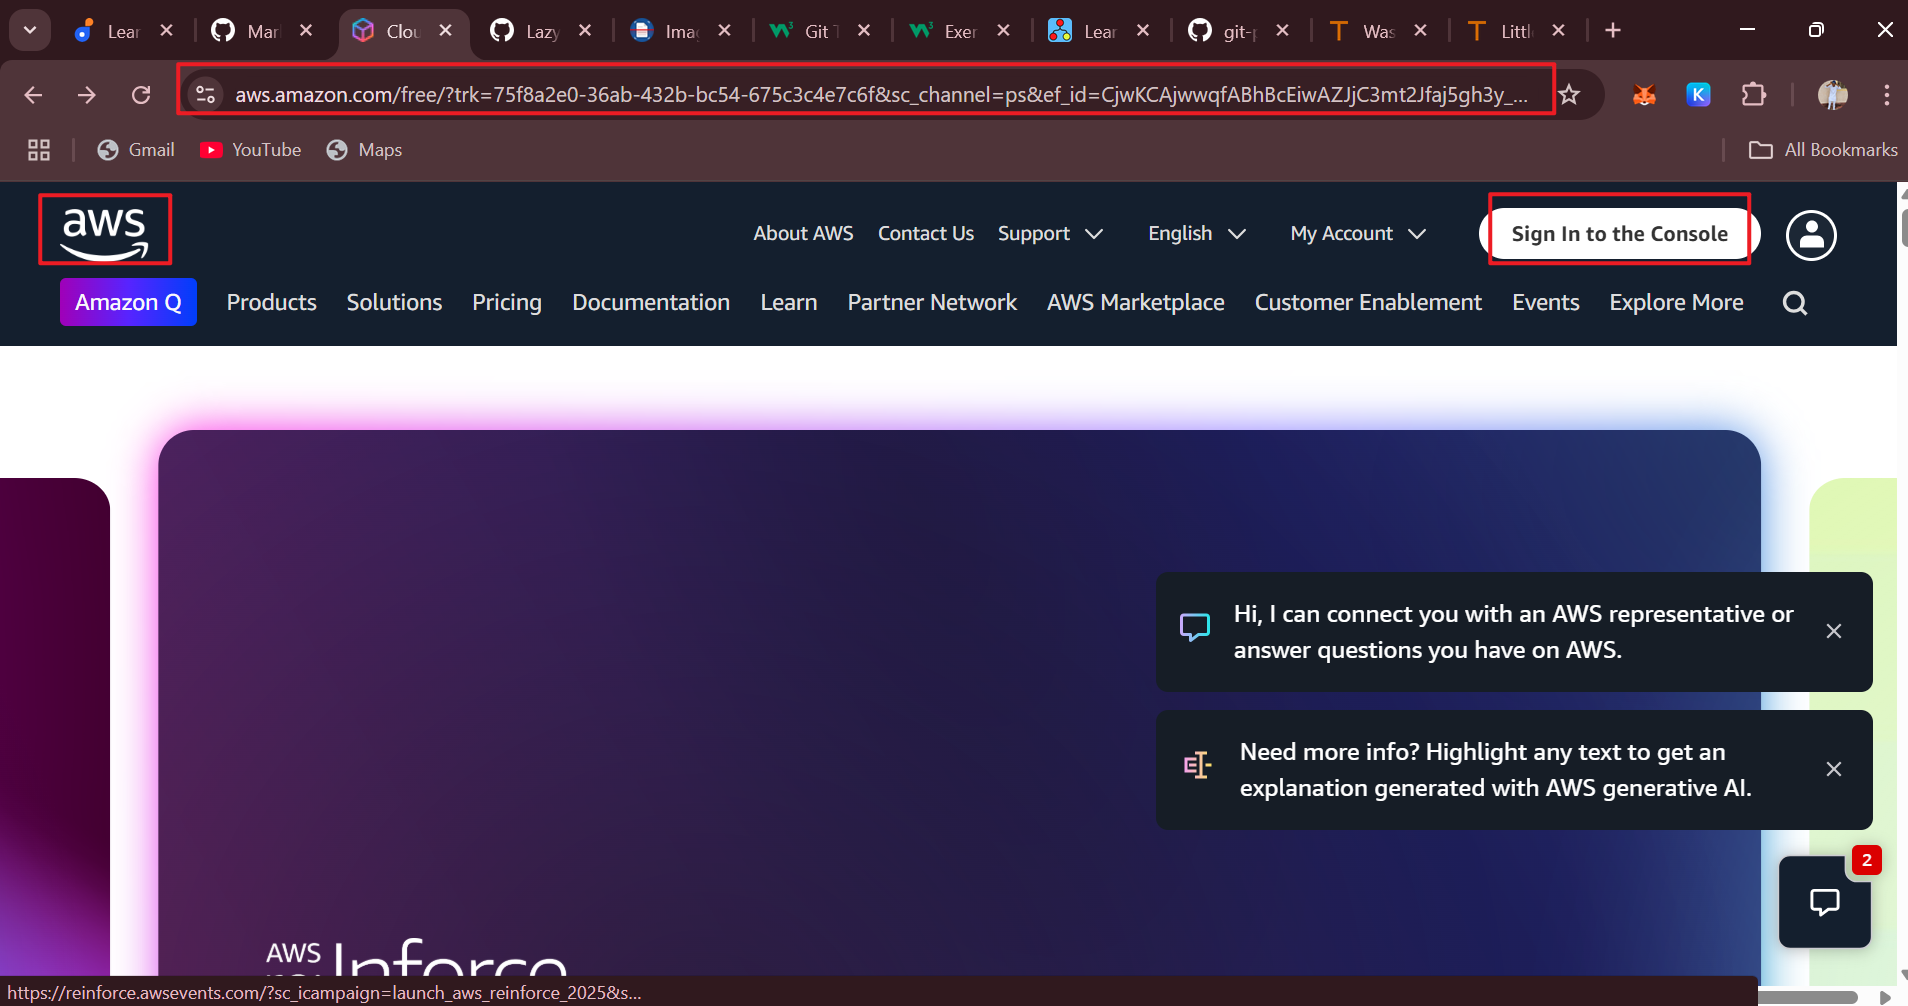 Lear
Mar
Clou
Lazy
Ima
Git T
Exer
Lear
git-p
Was
Littl
aws.amazon.com/free/?trk=75f8a2e0-36ab-432b-bc54-675c3c4e7c6f&sc_channel=ps&ef_id=CjwKCAjwwqfABhBcEiwAZJjC3mt2Jfaj5gh3y_...
K
Gmail
YouTube
Maps
All Bookmarks
aws
About AWS
Contact Us
Support
English
My Account
Sign In to the Console
Amazon Q
Products
Solutions
Pricing
Documentation
Learn
Partner Network
AWS Marketplace
Customer Enablement
Events
Explore More
Hi, I can connect you with an AWS representative or
answer questions you have on AWS.
Need more info? Highlight any text to get an
explanation generated with AWS generative AI.
2
AWS
https://reinforce.awsevents.com/?sc_icampaign=launch_aws_reinforce_2025&s...